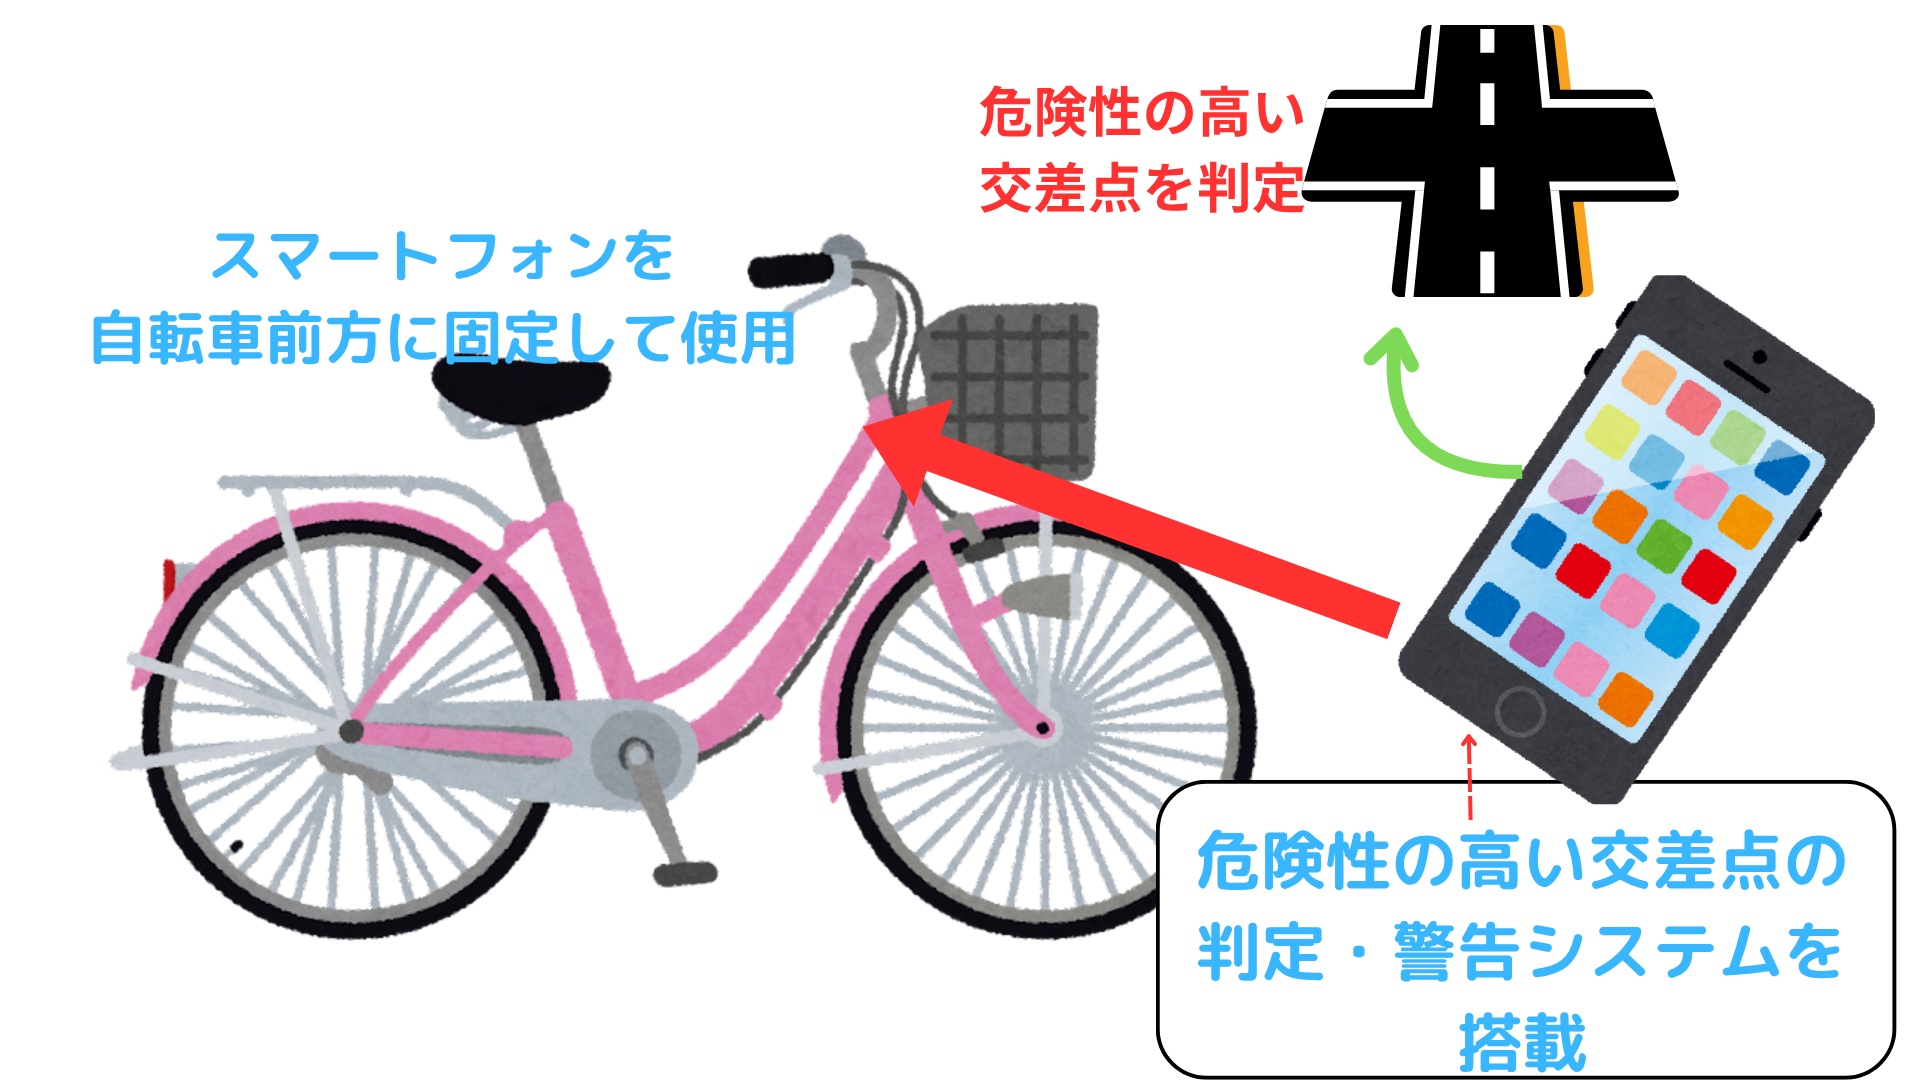 危険性の高い
交差点を判定
スマートフォンを
自転車前方に固定して使用
危険性の高い交差点の
判定・警告システムを
搭載